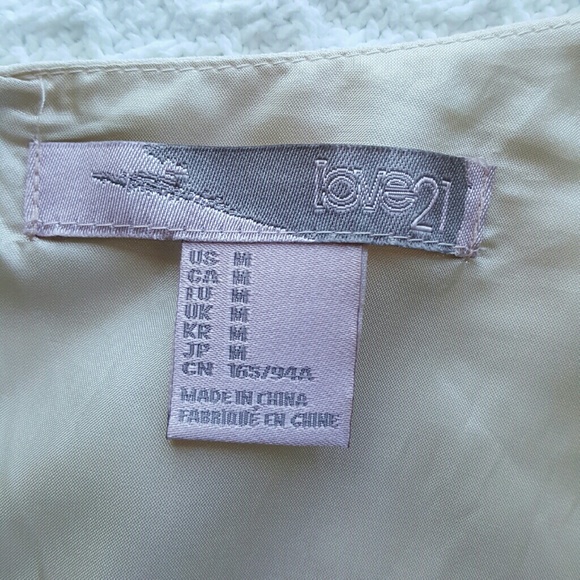 love21
US M
CA M
EU M
UK M
KR M
JP M
CN 165/94A
MADE IN CHINA
FABRIQUÉ EN CHINE